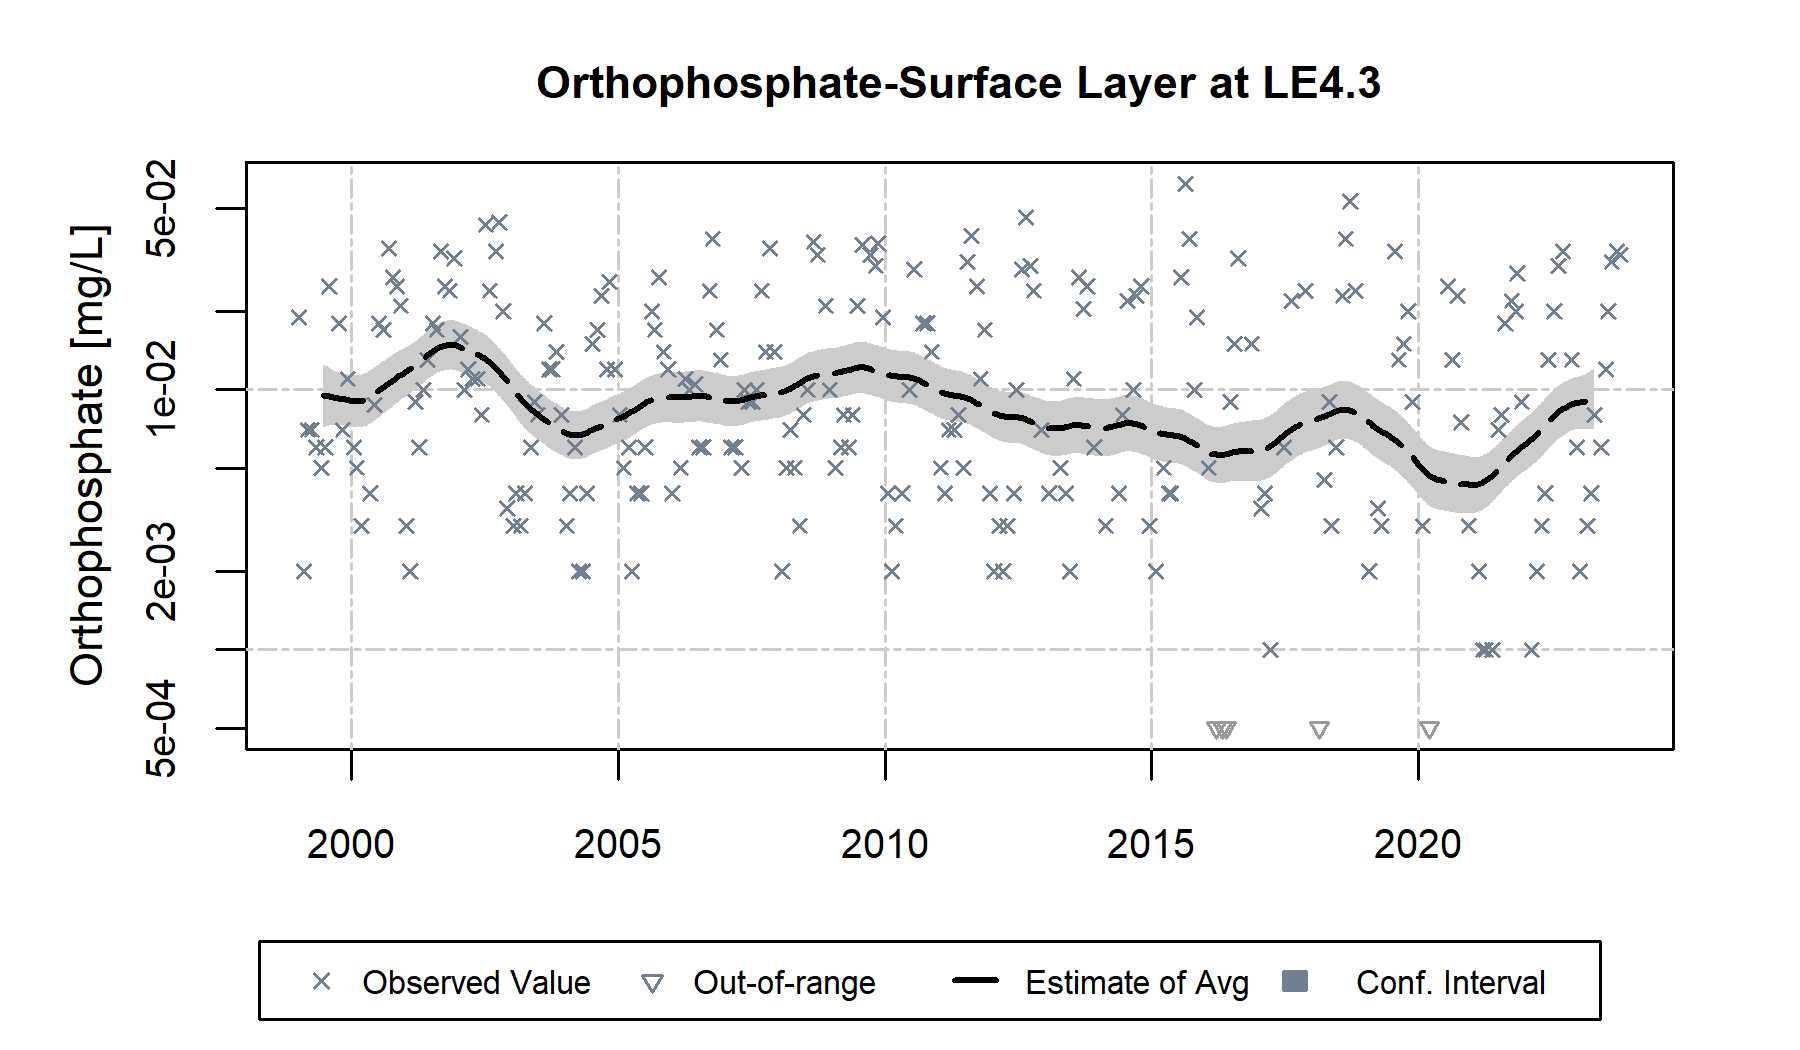 Orthophosphate-Surface Layer at LE4.3
Orthophosphate [mg/L]
5e-02
1e-02
2e-03
5e-04
2000 2005 2010 2015 2020
Observed Value Out-of-range Estimate of Avg Conf. Interval